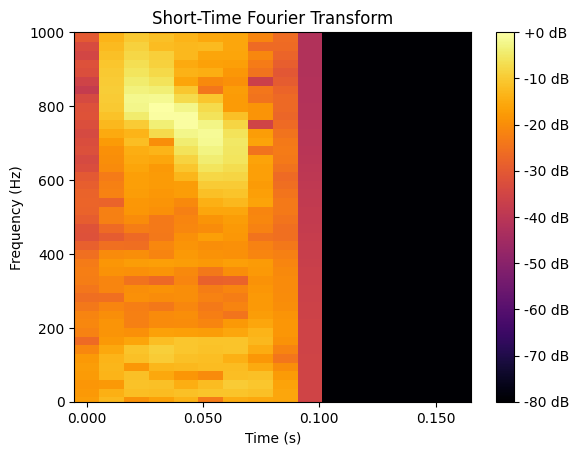 Short-Time Fourier Transform
1000
800
600
400
200
0
Frequency (Hz)
0.000
0.050
0.100
0.150
Time (s)
+0 dB
-10 dB
-20 dB
-30 dB
-40 dB
-50 dB
-60 dB
-70 dB
-80 dB